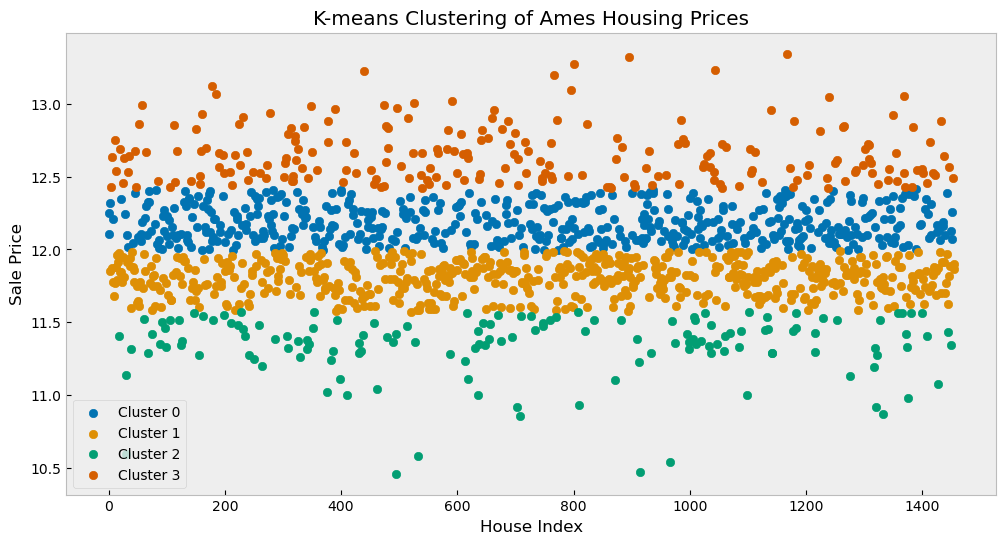 K-means Clustering of Ames Housing Prices
Sale Price
13.0
12.5
12.0
11.5
11.0
10.5
Cluster 0
Cluster 1
Cluster 2
Cluster 3
0 200 400 600 800 1000 1200 1400
House Index